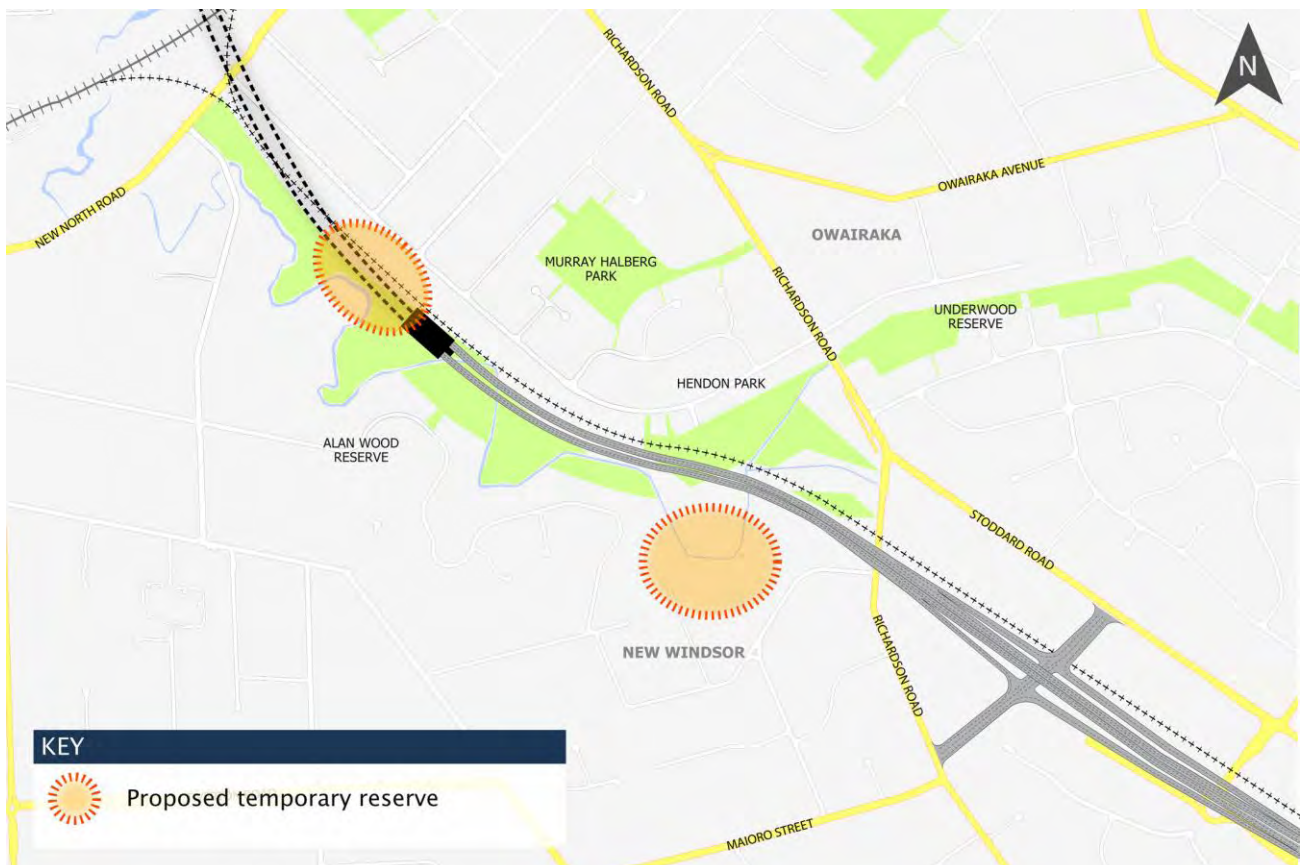 N
RICHARDSON ROAD
OWAIRAKA AVENUE
NEW NORTH ROAD
OWAIRAKA
MURRAY HALBERG
PARK
RICHARDSON ROAD
UNDERWOOD
RESERVE
HENDON PARK
ALAN WOOD
RESERVE
STODDARD ROAD
NEW WINDSOR
RICHARDSON ROAD
MAIORO STREET
KEY
Proposed temporary reserve